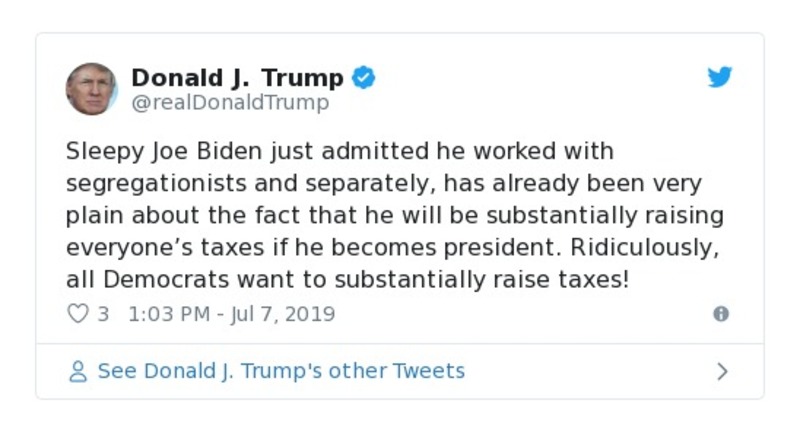 Donald J. Trump
@realDonaldTrump
Sleepy Joe Biden just admitted he worked with
segregationists and separately, has already been very
plain about the fact that he will be substantially raising
everyone’s taxes if he becomes president. Ridiculously,
all Democrats want to substantially raise taxes!
3 1:03 PM - Jul 7, 2019
See Donald J. Trump's other Tweets